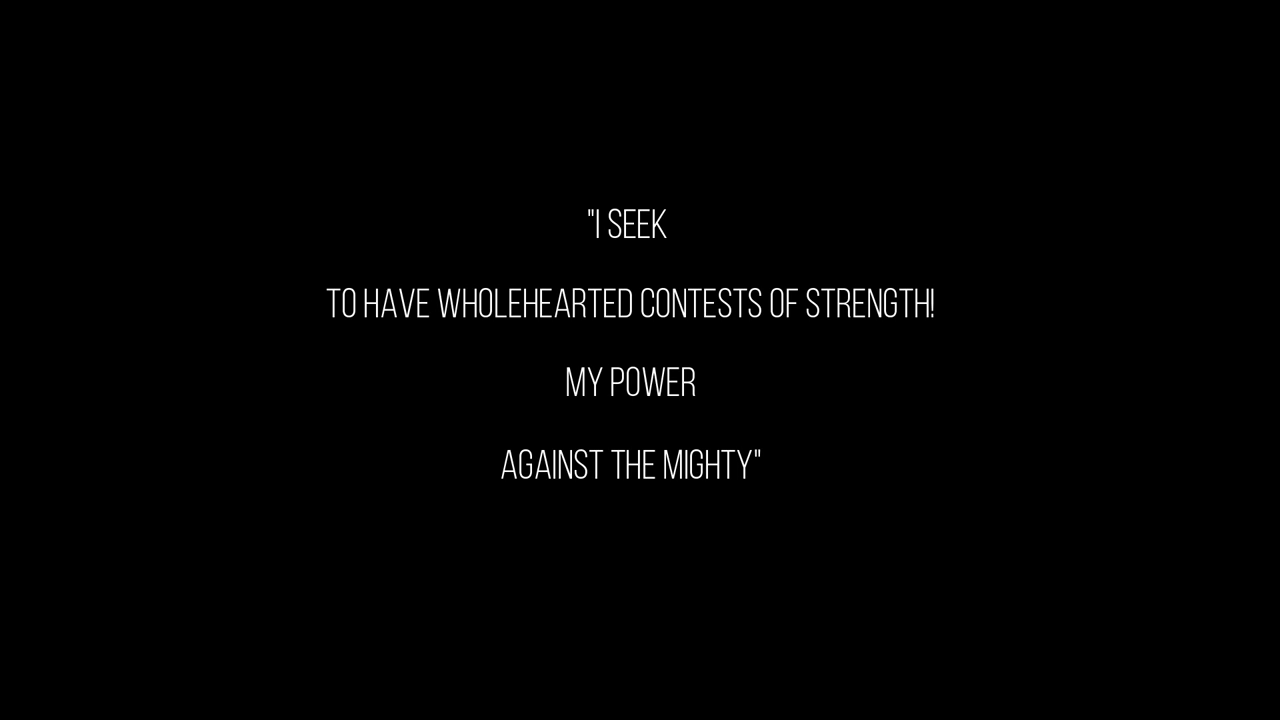 "I SEEK
TO HAVE WHOLEHEARTED CONTESTS OF STRENGTH!
MY POWER
AGAINST THE MIGHTY"